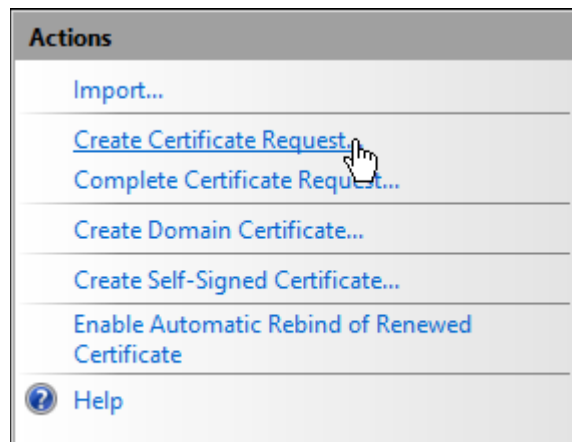 Actions
Import...
Create Certificate Request...
Complete Certificate Request...
Create Domain Certificate...
Create Self-Signed Certificate...
Enable Automatic Rebind of Renewed
Certificate
Help